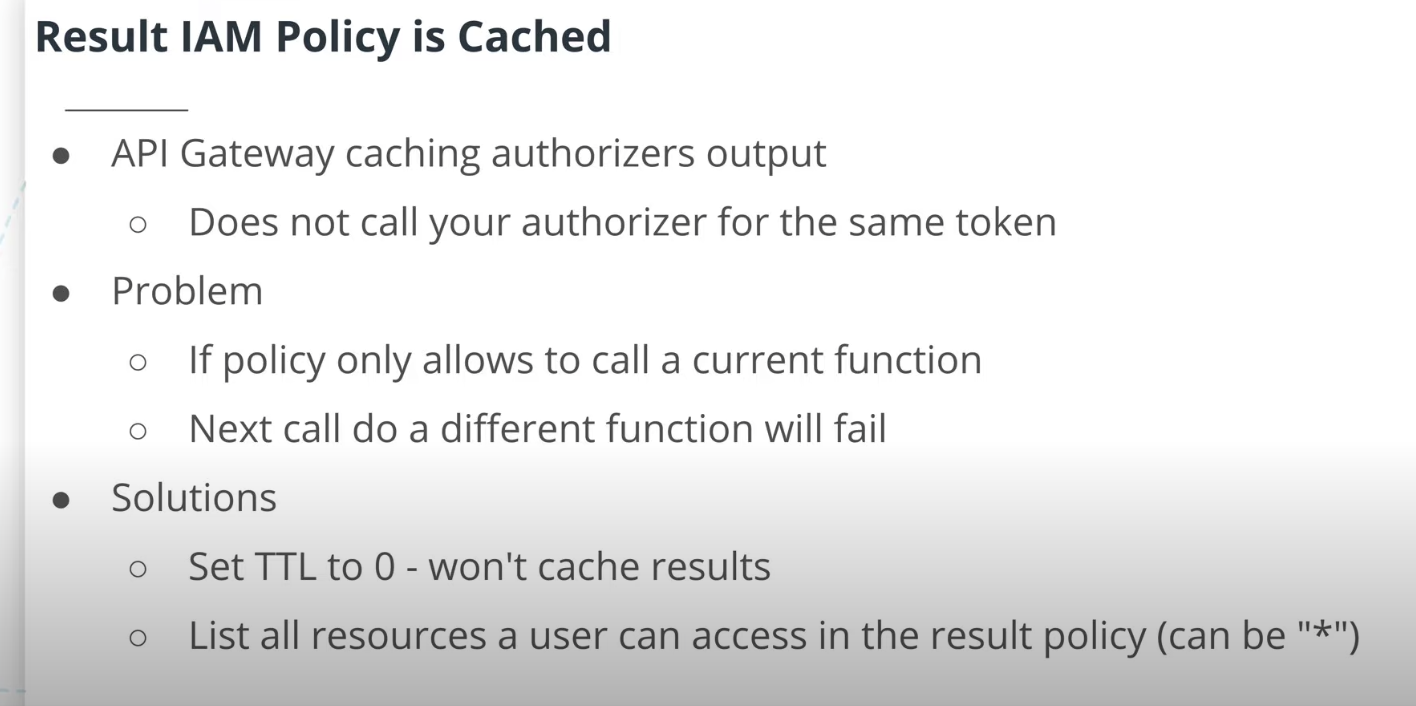 Result IAM Policy is Cached
● API Gateway caching authorizers output
○ Does not call your authorizer for the same token
● Problem
○ If policy only allows to call a current function
○ Next call do a different function will fail
● Solutions
○ Set TTL to 0 - won't cache results
○ List all resources a user can access in the result policy (can be "*")